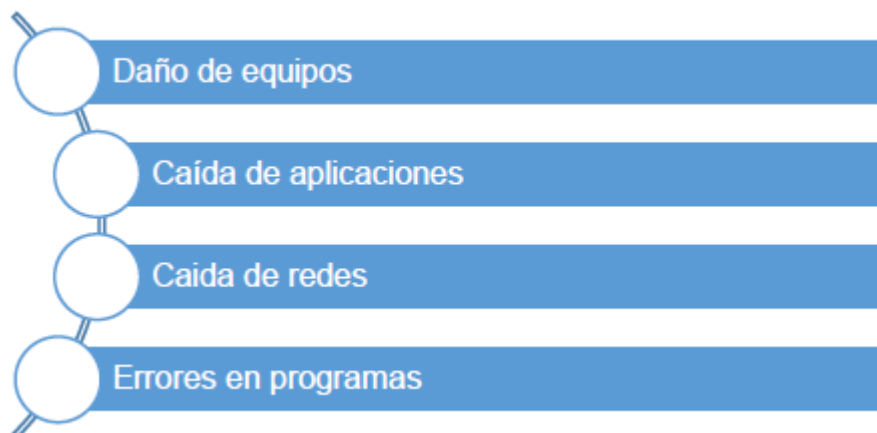 Daño de equipos
Caída de aplicaciones
Caida de redes
Errores en programas